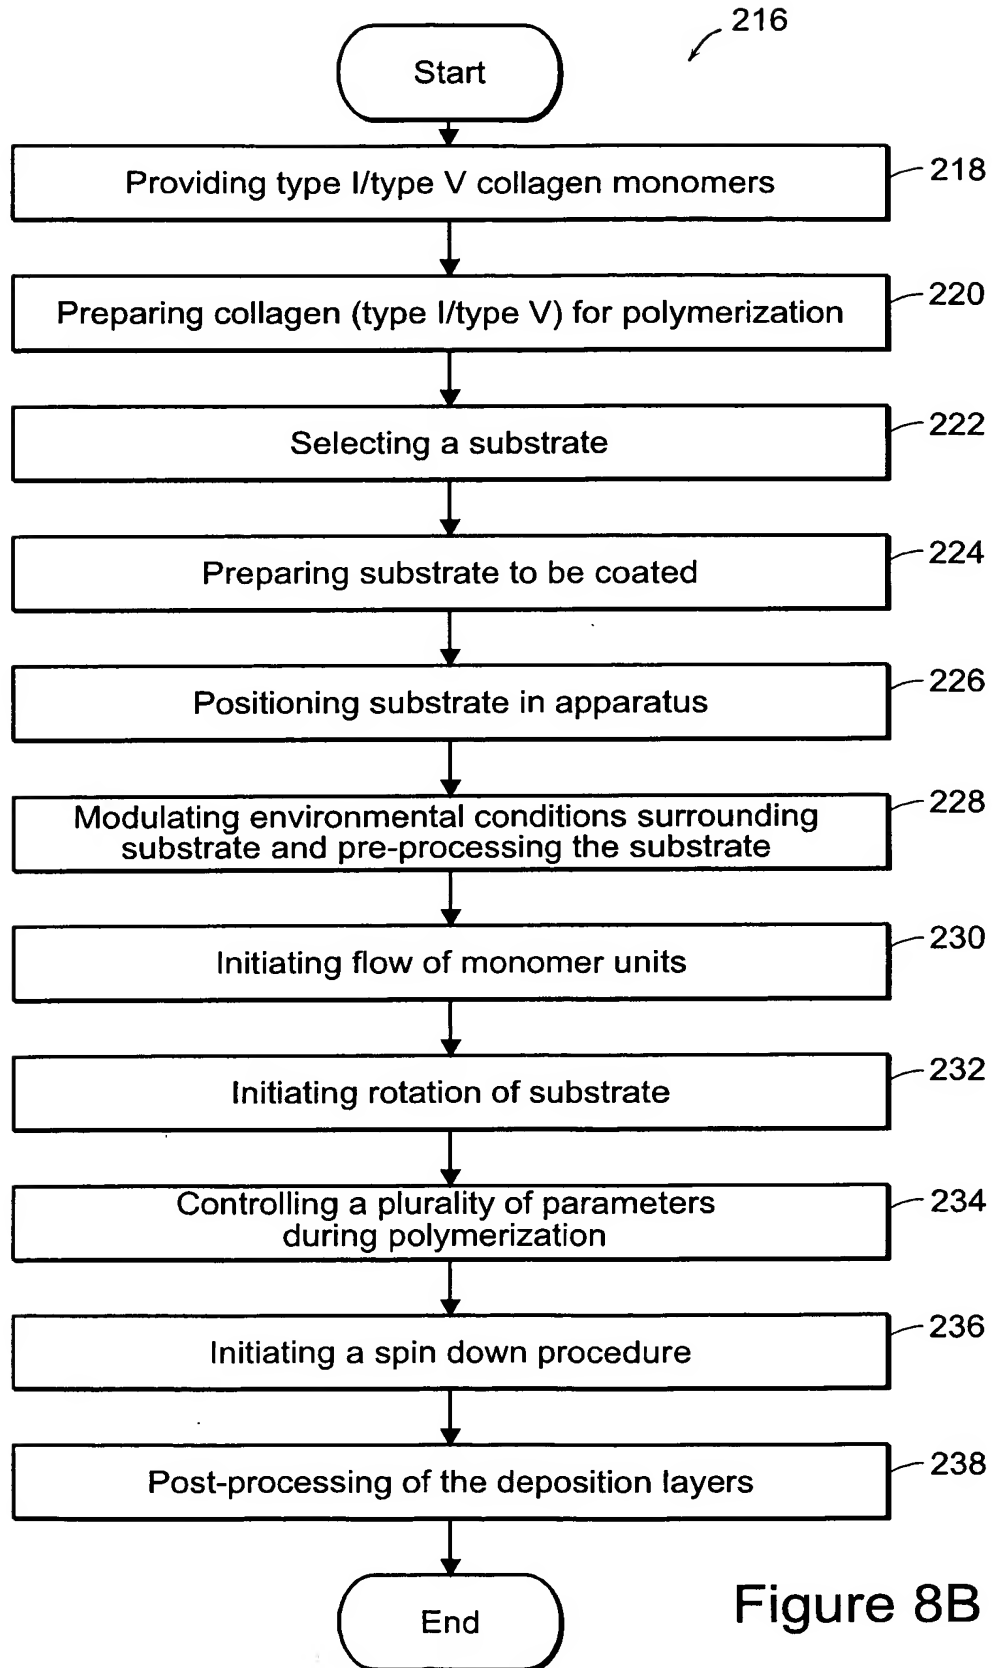 216
Start
Providing type I/type V collagen monomers
218
Preparing collagen (type I/type V) for polymerization
220
Selecting a substrate
222
Preparing substrate to be coated
224
Positioning substrate in apparatus
226
Modulating environmental conditions surrounding
substrate and pre-processing the substrate
228
Initiating flow of monomer units
230
Initiating rotation of substrate
232
Controlling a plurality of parameters
during polymerization
234
Initiating a spin down procedure
236
Post-processing of the deposition layers
238
End
Figure 8B